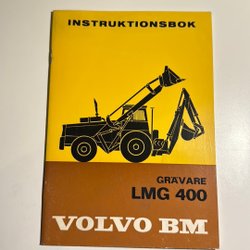 INSTRUKTIONSBOK
GRÄVARE
LMG 400
VOLVO BM